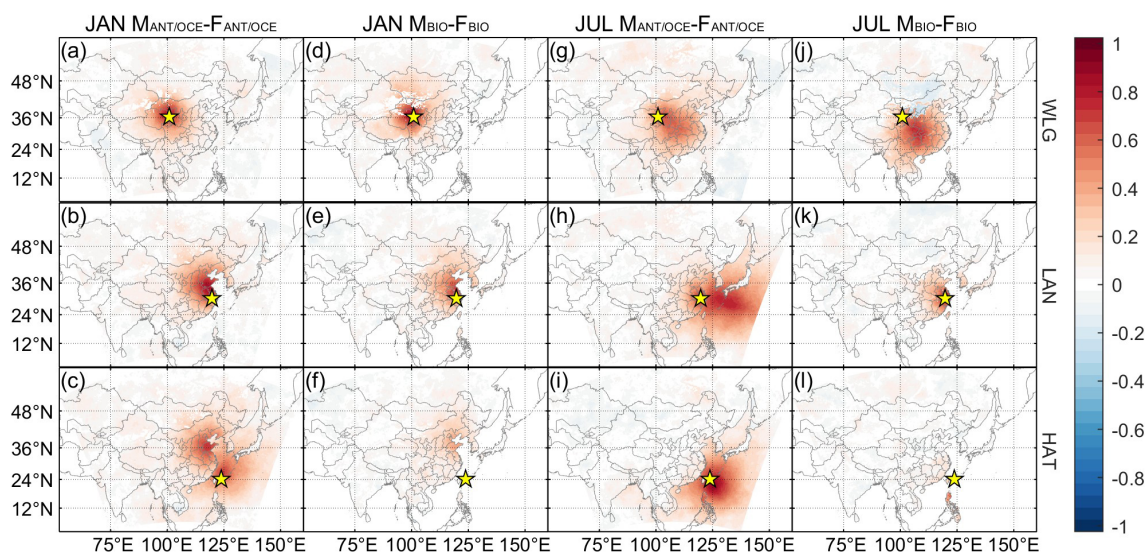 JAN MANT/OCE-FANT/OCE JAN MBIO-FBIO JUL MANT/OCE-FANT/OCE JUL MBIO-FBIO
(a) (d) (g) (j)
48°N
36°N
24°N
12°N
WLG
(b) (e) (h) (k)
48°N
36°N
24°N
12°N
LAN
(c) (f) (i) (l)
48°N
36°N
24°N
12°N
HAT
75°E 100°E 125°E 150°E 75°E 100°E 125°E 150°E 75°E 100°E 125°E 150°E 75°E 100°E 125°E 150°E
1
0.8
0.6
0.4
0.2
0
-0.2
-0.4
-0.6
-0.8
-1